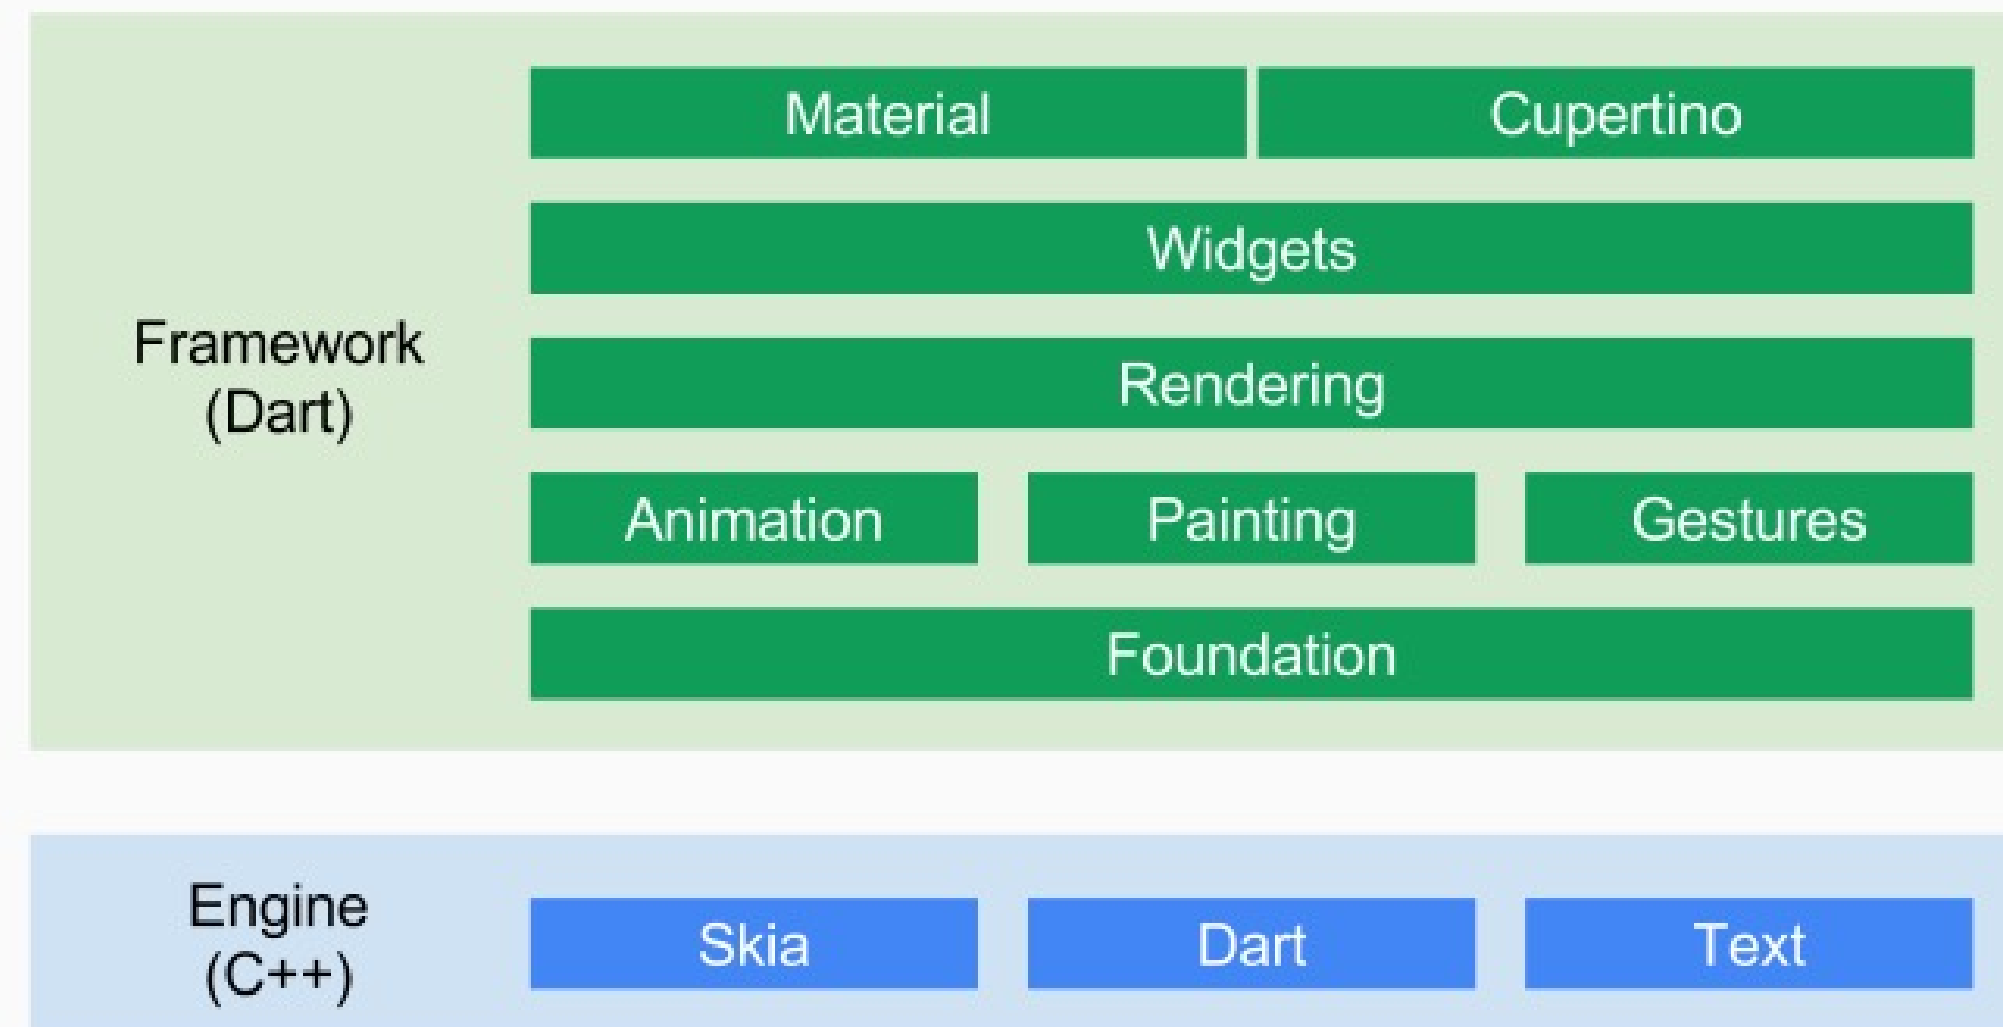 Material
Cupertino
Widgets
Framework
(Dart)
Rendering
Animation
Painting
Gestures
Foundation
Engine
(C++)
Skia
Dart
Text